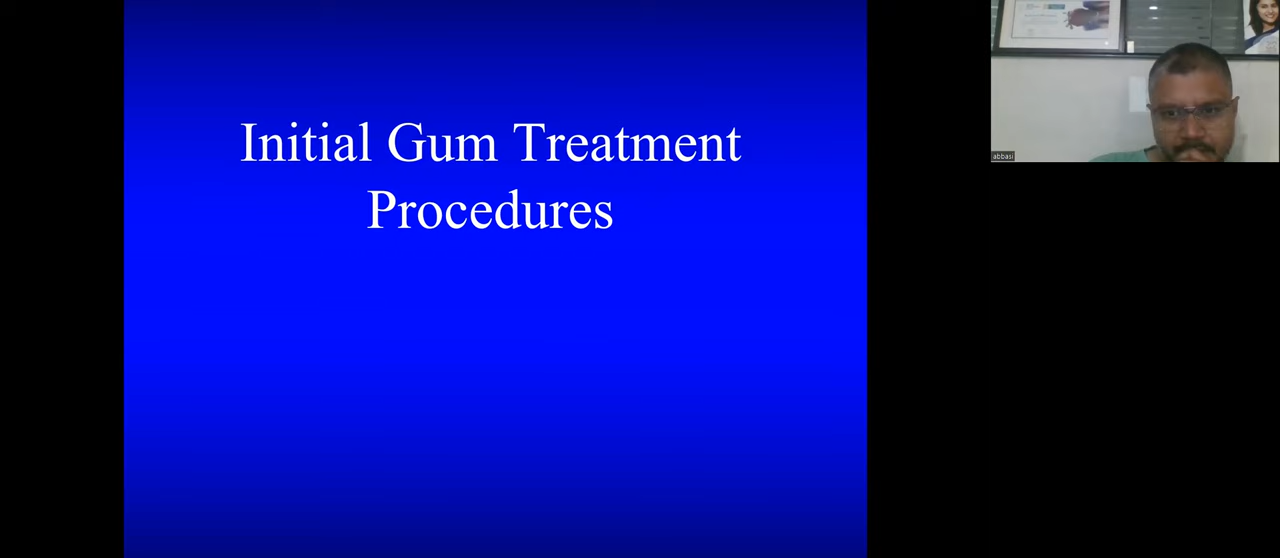 Initial Gum Treatment
Procedures
abbasi